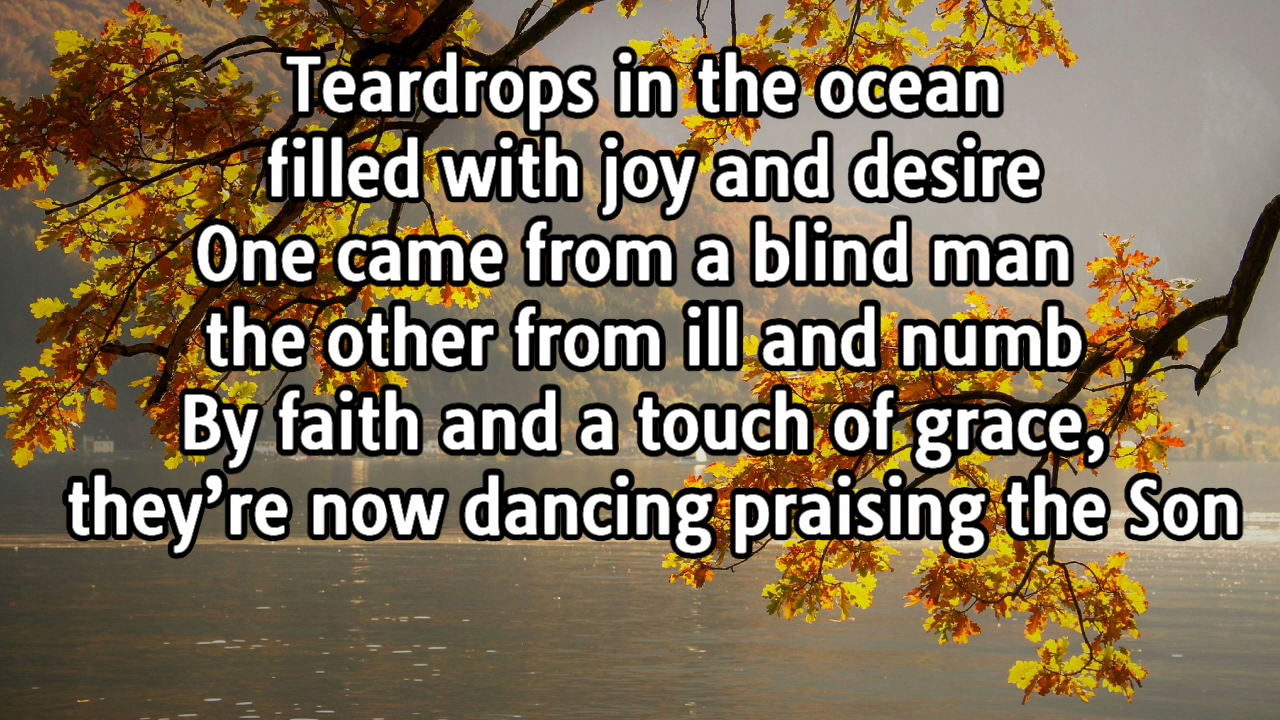 Teardrops in the ocean
filled with joy and desire
One came from a blind man
the other from ill and numb
By faith and a touch of grace,
they’re now dancing praising the Son